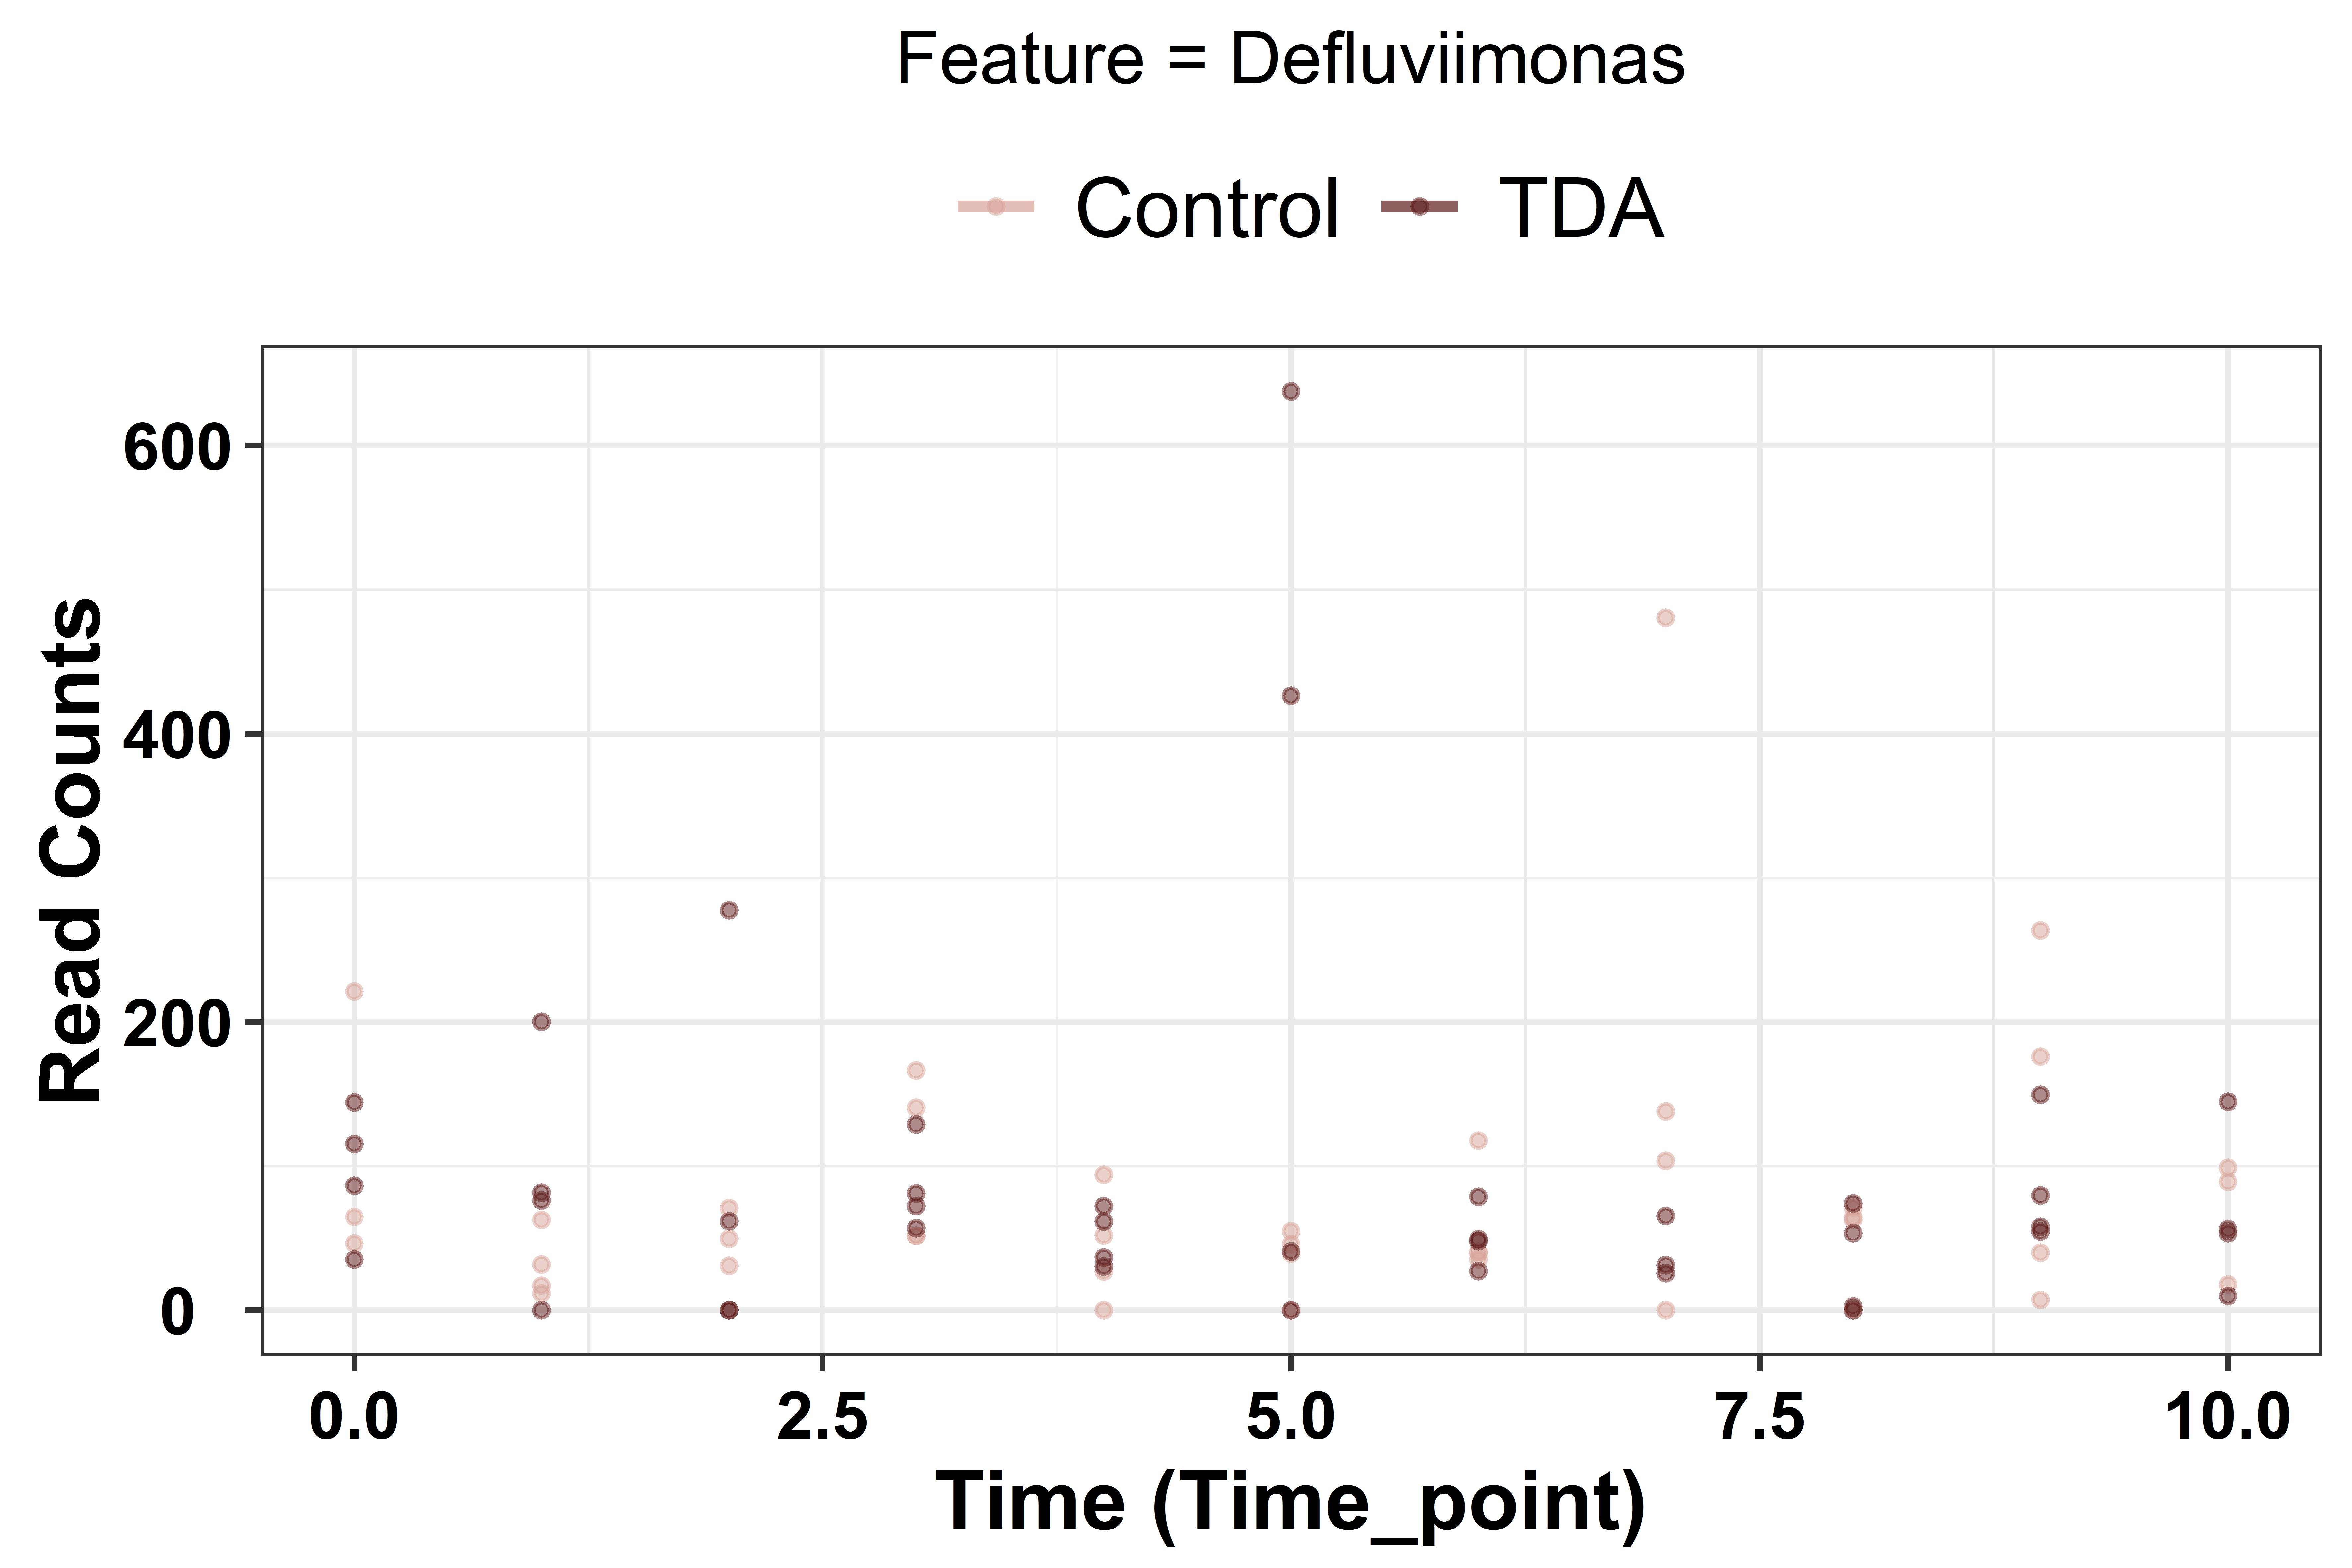 Feature = Defluviimonas
Control TDA
600
400
200
0
Read Counts
0.0 2.5 5.0 7.5 10.0
Time (Time_point)